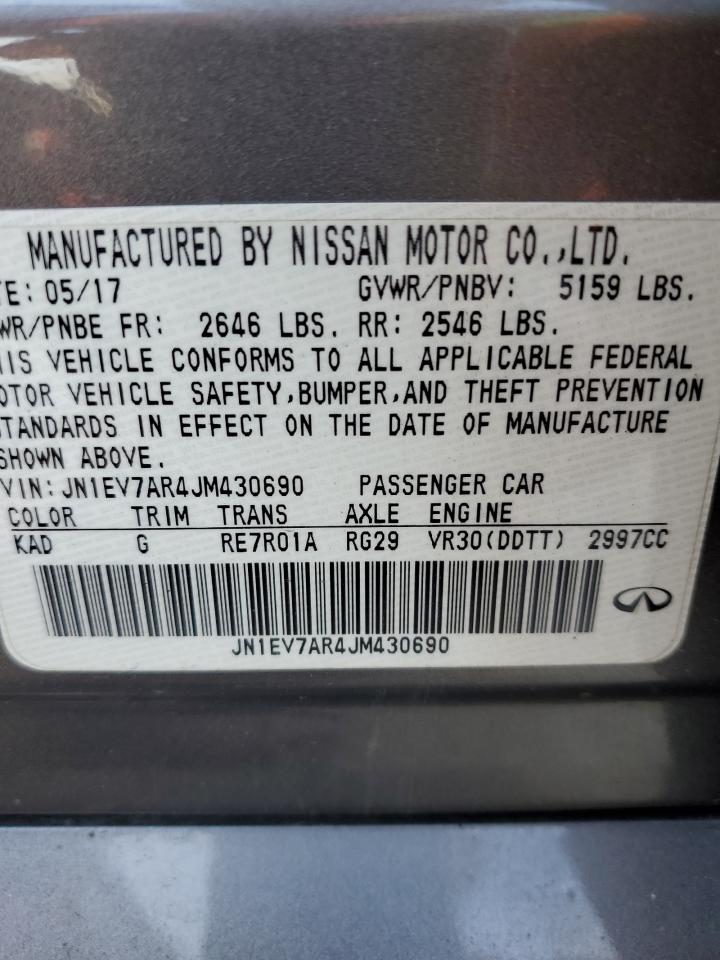 MANUFACTURED BY NISSAN MOTOR CO.,LTD.
TE: 05/17 GVWR/PNBV: 5159 LBS.
WR/PNBE FR: 2646 LBS. RR: 2546 LBS.
HIS VEHICLE CONFORMS TO ALL APPLICABLE FEDERAL
OTOR VEHICLE SAFETY,BUMPER,AND THEFT PREVENTION
STANDARDS IN EFFECT ON THE DATE OF MANUFACTURE
SHOWN ABOVE.
VIN: JN1EV7AR4JM430690 PASSENGER CAR
COLOR TRIM TRANS AXLE ENGINE
KAD G RE7R01A RG29 VR30(DDTT) 2997CC
JN1EV7AR4JM430690